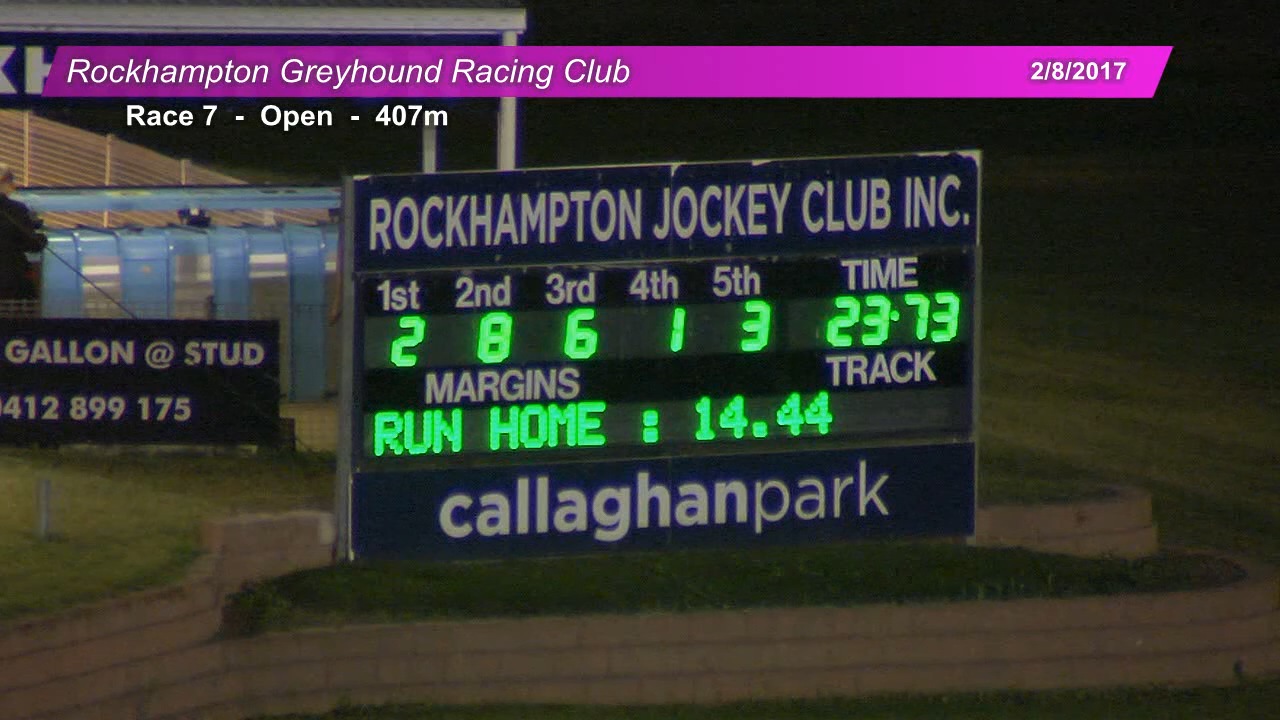 Rockhampton Greyhound Racing Club
2/8/2017
Race 7 - Open - 407m
ROCKHAMPTON JOCKEY CLUB INC.
1st 2nd 3rd 4th 5th TIME
2 8 6 1 3 23.73
MARGINS TRACK
RUN HOME : 14.44
callaghanpark
GALLON @ STUD
0412 899 175